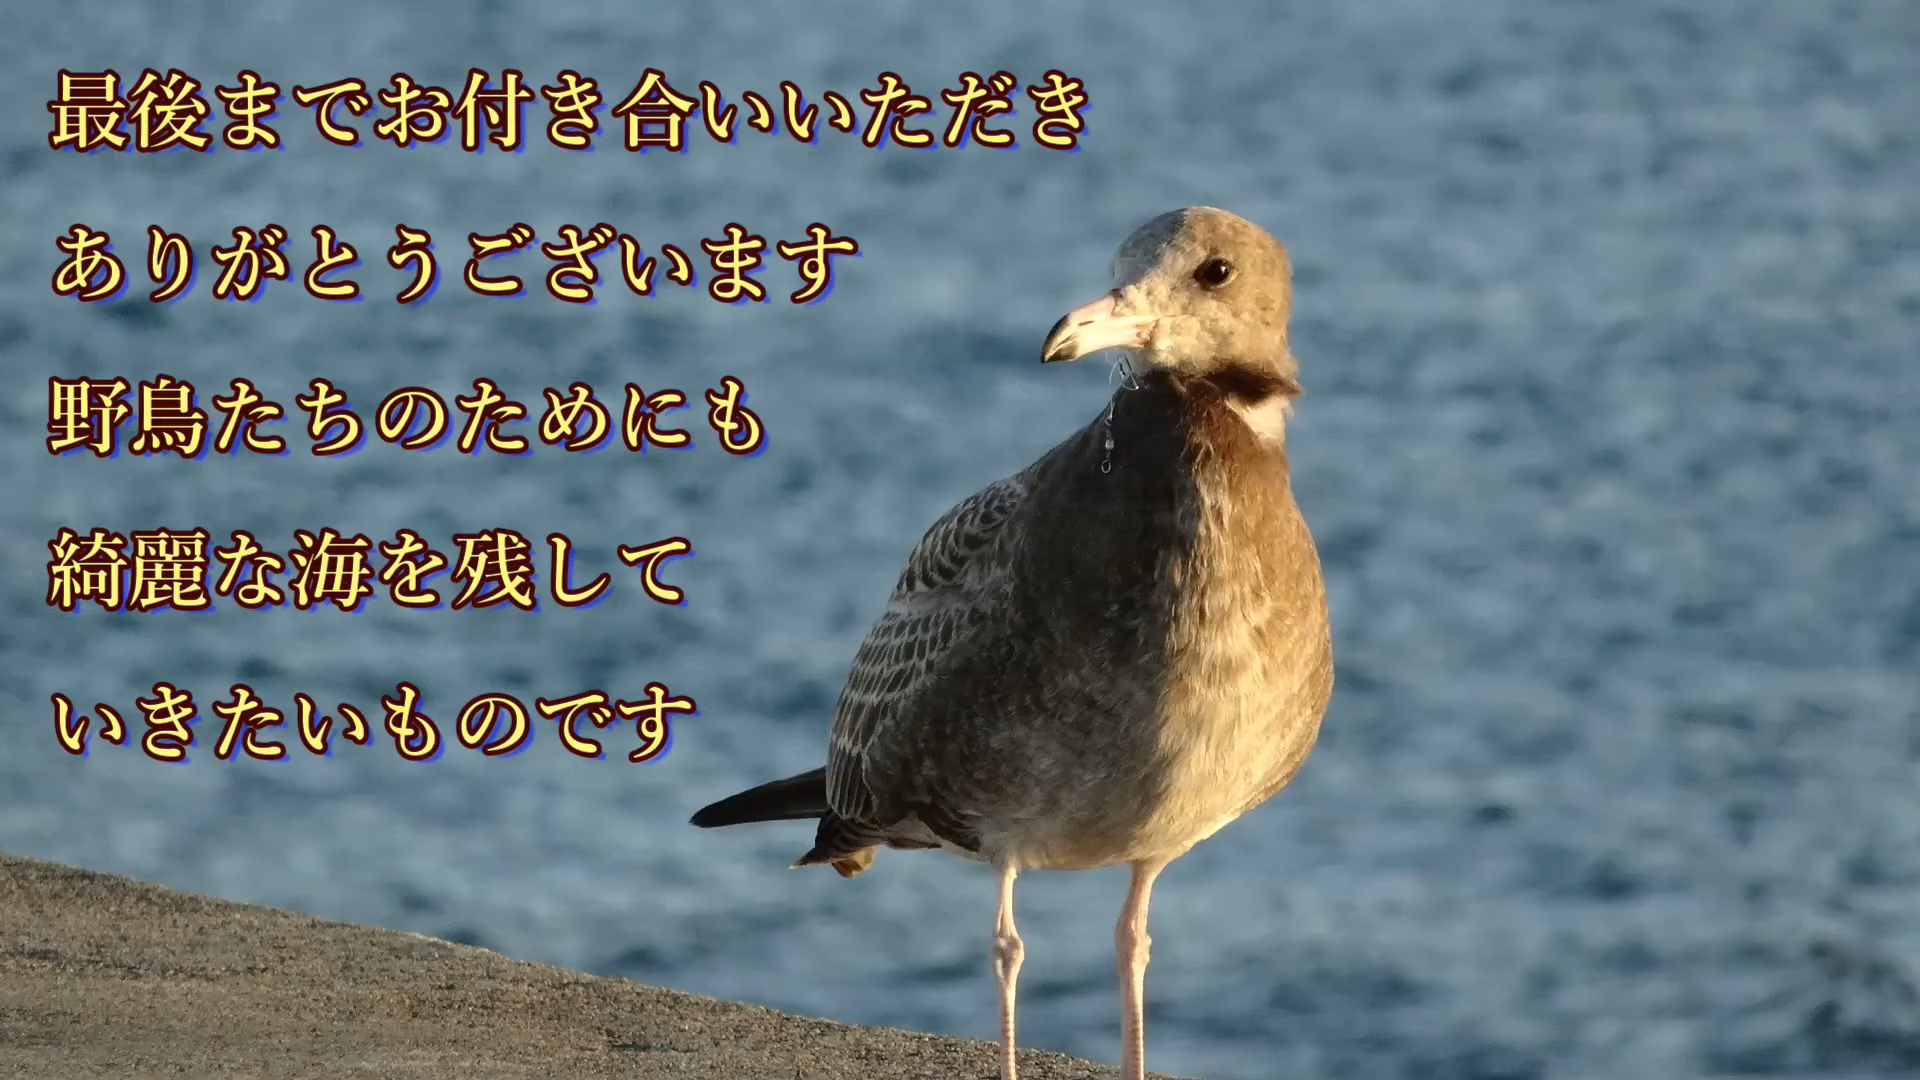 最後までお付き合いいただき
ありがとうございます
野鳥たちのためにも
綺麗な海を残して
いきたいものです